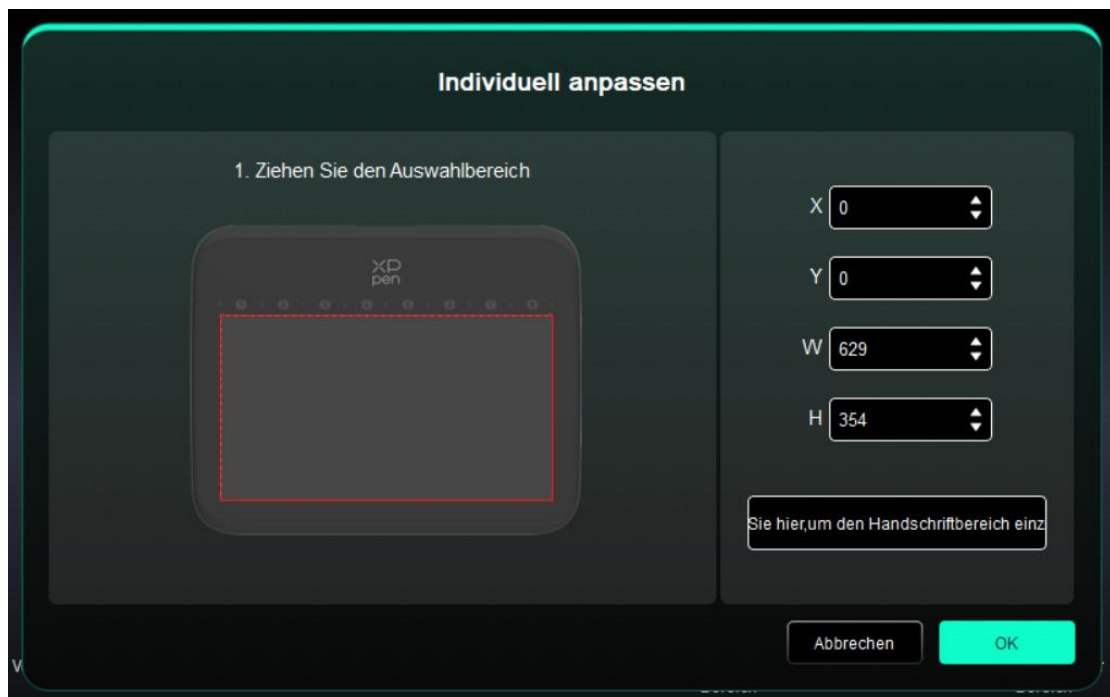 Individuell anpassen
1. Ziehen Sie den Auswahlbereich
XP
pen
X 0
Y 0
W 629
H 354
Sie hier,um den Handschriftbereich einz
Abbrechen
OK